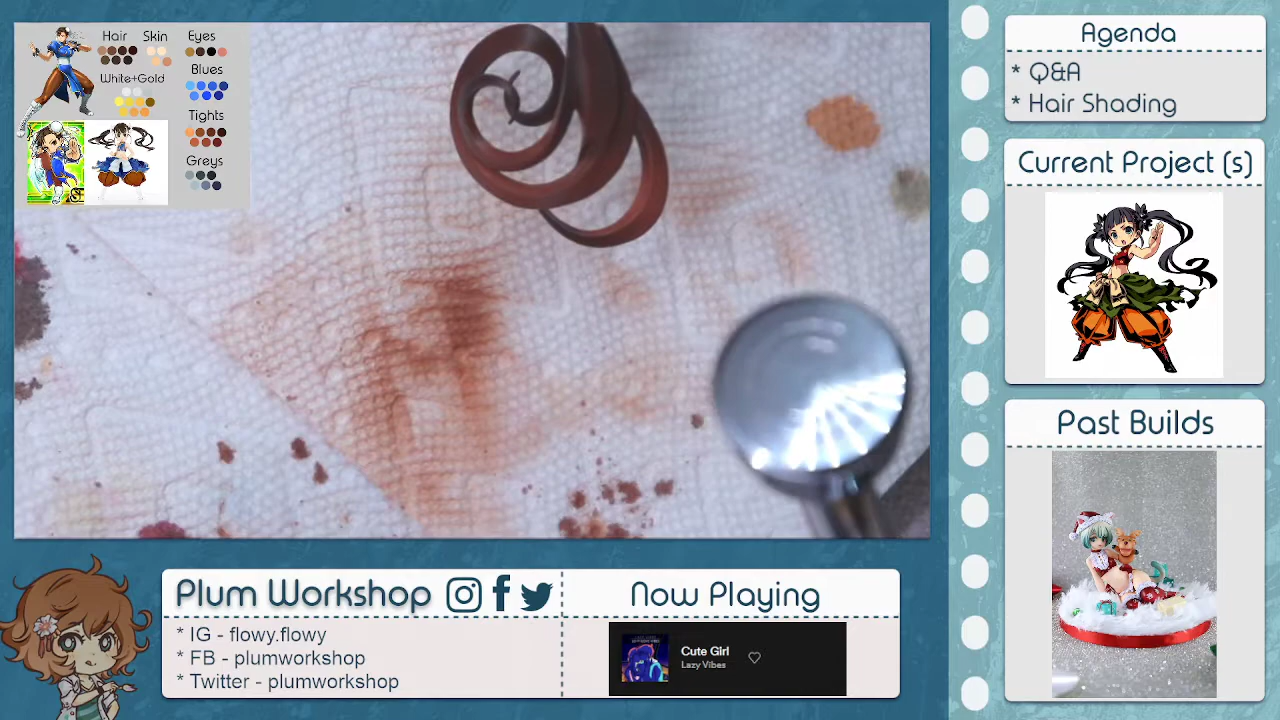 Hair Skin Eyes
White+Gold
Blues
Tights
Greys
Agenda
* Q&A
* Hair Shading
Current Project (s)
Past Builds
Plum Workshop
* IG - flowy.flowy
* FB - plumworkshop
* Twitter - plumworkshop
Now Playing
Cute Girl
Lazy Vibes